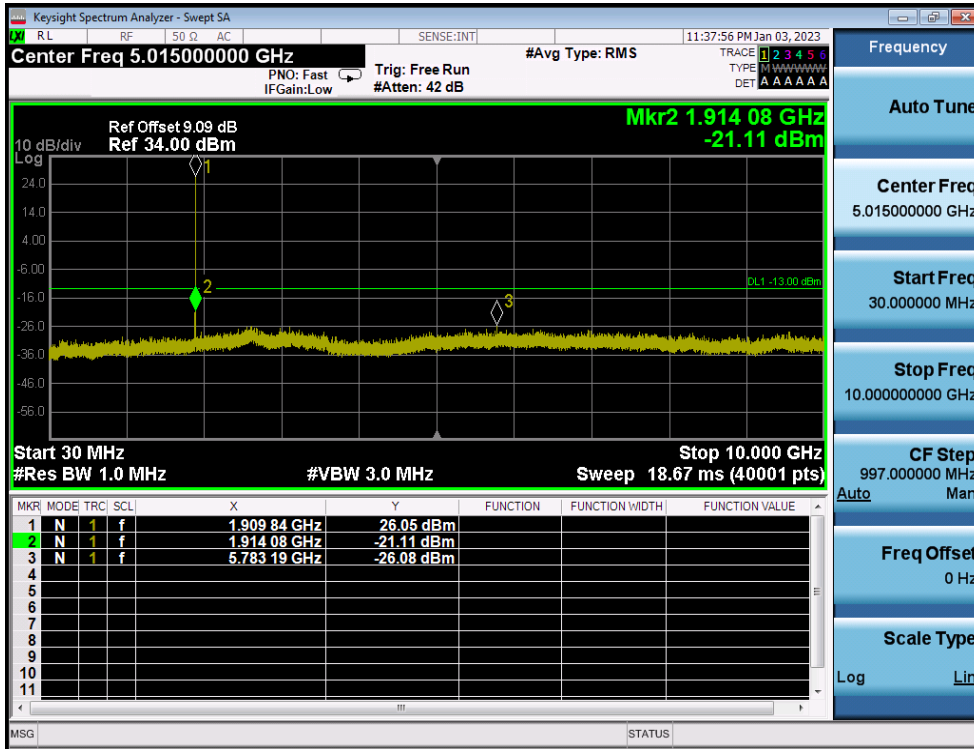 Keysight Spectrum Analyzer - Swept SA
LXI RL RF 50 Ω AC SENSE:INT 11:37:56 PM Jan 03, 2023
Center Freq 5.015000000 GHz #Avg Type: RMS TRACE 1 2 3 4 5 6
PNO: Fast Trig: Free Run TYPE M WWWWW
IFGain:Low #Atten: 42 dB DET A A A A A A
Mkr2 1.914 08 GHz
Ref Offset 9.09 dB
10 dB/div Ref 34.00 dBm -21.11 dBm
Log
1
24.0
14.0
4.00
-6.00
2 DL1 -13.00 dBm
-16.0
3
-26.0
-36.0
-46.0
-56.0
Start 30 MHz Stop 10.000 GHz
#Res BW 1.0 MHz #VBW 3.0 MHz Sweep 18.67 ms (40001 pts)
MKR MODE TRC SCL X Y FUNCTION FUNCTION WIDTH FUNCTION VALUE
1 N 1 f 1.909 84 GHz 26.05 dBm
2 N 1 f 1.914 08 GHz -21.11 dBm
3 N 1 f 5.783 19 GHz -26.08 dBm
4
5
6
7
8
9
10
11
MSG STATUS
Frequency
Auto Tune
Center Freq
5.015000000 GHz
Start Freq
30.000000 MHz
Stop Freq
10.000000000 GHz
CF Step
997.000000 MHz
Auto Man
Freq Offset
0 Hz
Scale Type
Log Lin